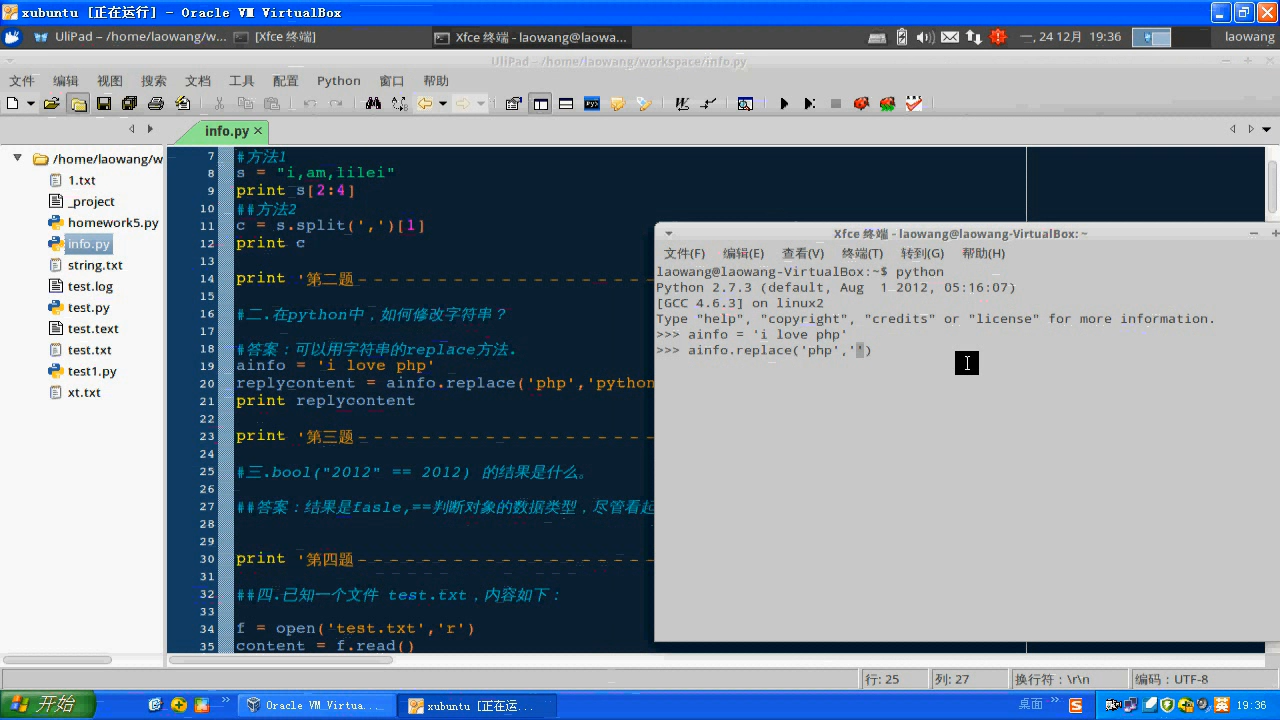 xubuntu [正在运行] - Oracle VM VirtualBox
UliPad – /home/laowang/w...
[Xfce 终端]
Xfce 终端 - laowang@laowa...
一, 24 12月 19:36
laowang
UliPad – /home/laowang/workspace/info.py
文件 编辑 视图 搜索 文档 工具 配置 Python 窗口 帮助
info.py
/home/laowang/w
1.txt
_project
homework5.py
info.py
string.txt
test.log
test.py
test.text
test.txt
test1.py
xt.txt
7 #方法1
8 s = "i,am,lilei"
9 print s[2:4]
10 ##方法2
11 c = s.split(',')[1]
12 print c
13
14 print '第二题--------------------
15
16 #二.在python中，如何修改字符串？
17
18 #答案：可以用字符串的replace方法.
19 ainfo = 'i love php'
20 replycontent = ainfo.replace('php','python
21 print replycontent
22
23 print '第三题--------------------
24
25 #三.bool("2012" == 2012) 的结果是什么。
26
27 ##答案：结果是fasle,==判断对象的数据类型，尽管看起
28
29
30 print '第四题--------------------
31
32 ##四.已知一个文件 test.txt，内容如下：
33
34 f = open('test.txt','r')
35 content = f.read()
Xfce 终端 - laowang@laowang-VirtualBox: ~
文件(F) 编辑(E) 查看(V) 终端(T) 转到(G) 帮助(H)
laowang@laowang-VirtualBox:~$ python
Python 2.7.3 (default, Aug  1 2012, 05:16:07)
[GCC 4.6.3] on linux2
Type "help", "copyright", "credits" or "license" for more information.
>>> ainfo = 'i love php'
>>> ainfo.replace('php','')
行: 25
列: 27
换行符：\r\n
编码：UTF-8
开始
Oracle VM Virtua...
xubuntu [正在运...
桌面
19:36